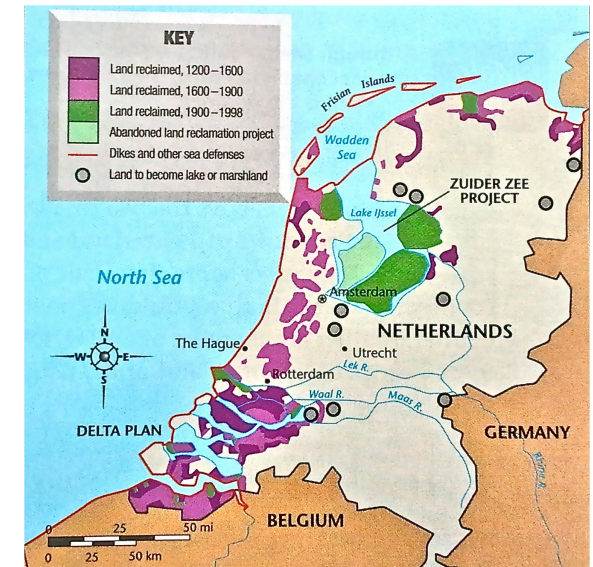 KEY
Land reclaimed, 1200–1600
Land reclaimed, 1600–1900
Land reclaimed, 1900–1998
Abandoned land reclamation project
Dikes and other sea defenses
Land to become lake or marshland
Frisian Islands
Wadden
Sea
ZUIDER ZEE
PROJECT
Lake IJssel
North Sea
Amsterdam
N
W E
S
NETHERLANDS
The Hague
Utrecht
Lek R.
Rotterdam
Waal R.
Maas R.
DELTA PLAN
GERMANY
Rhine R.
BELGIUM
0 25 50 mi
0 25 50 km